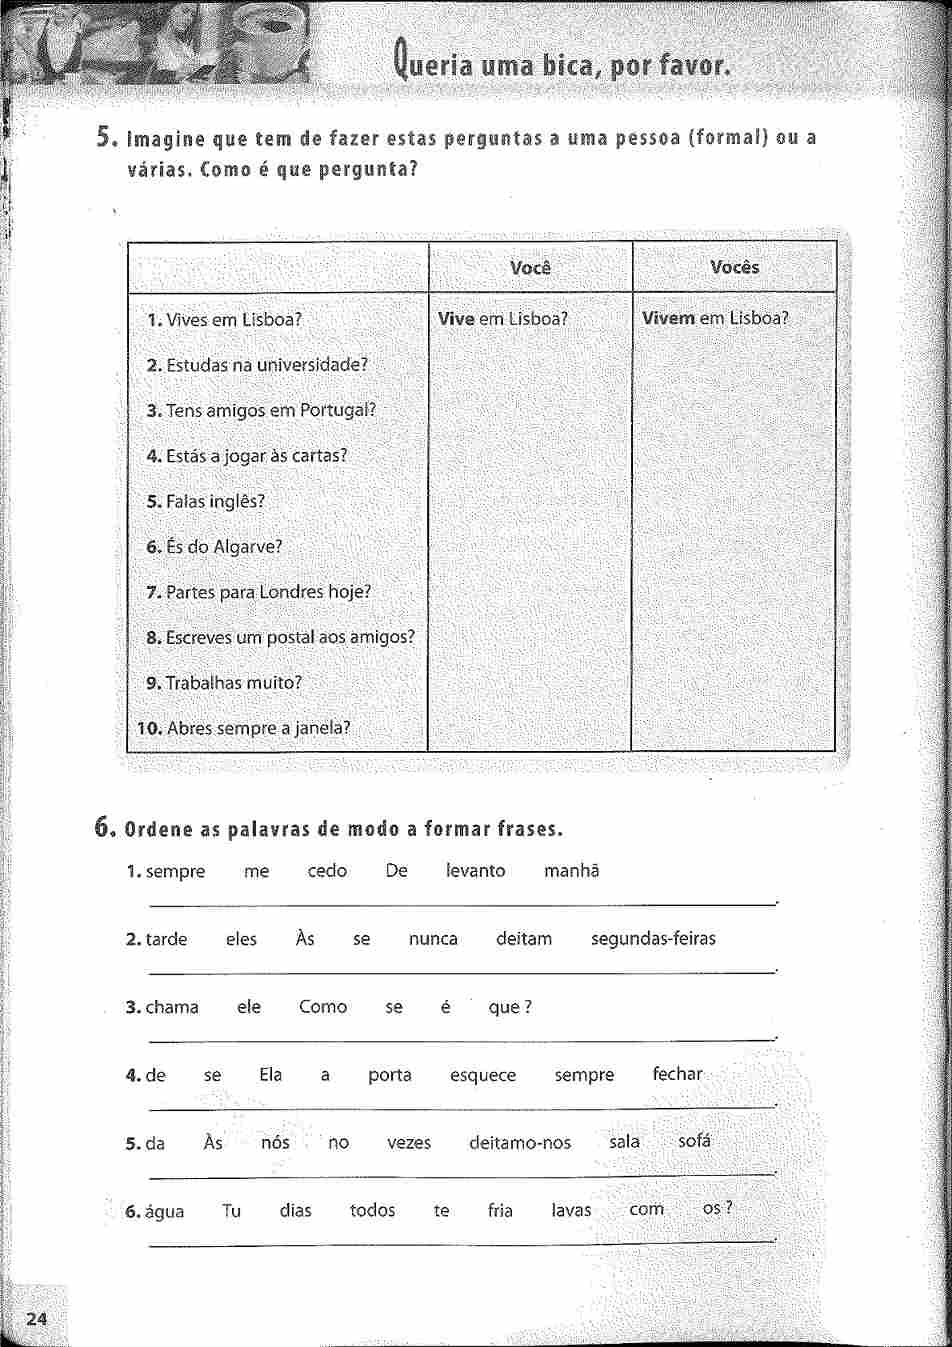 Queria uma bica, por favor.
5. Imagine que tem de fazer estas perguntas a uma pessoa (formal) ou a
várias. Como é que pergunta?
Você Vocês
1. Vives em Lisboa? Vive em Lisboa? Vivem em Lisboa?
2. Estudas na universidade?
3. Tens amigos em Portugal?
4. Estás a jogar às cartas?
5. Falas inglês?
6. És do Algarve?
7. Partes para Londres hoje?
8. Escreves um postal aos amigos?
9. Trabalhas muito?
10. Abres sempre a janela?
6. Ordene as palavras de modo a formar frases.
1. sempre me cedo De levanto manhã
2. tarde eles Às se nunca deitam segundas-feiras
3. chama ele Como se é que ?
4. de se Ela a porta esquece sempre fechar
5. da Às nós no vezes deitamo-nos sala sofá
6. água Tu dias todos te fria lavas com os ?
24